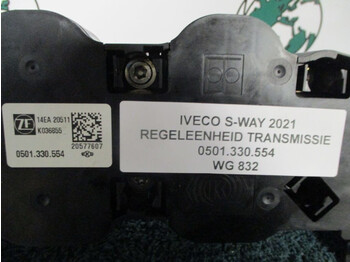 ZF
14EA 20511
K036855
0501.330.554
20577607
IVECO S-WAY 2021
REGELEENHEID TRANSMISSIE
0501.330.554
WG 832